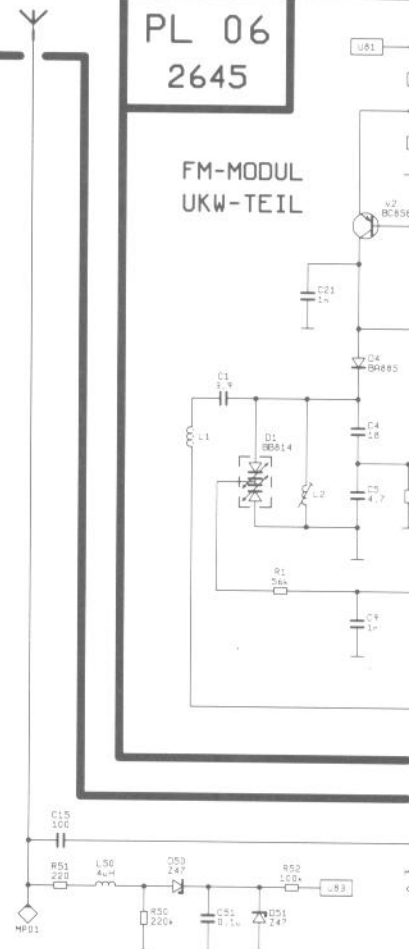 PL 06
2645
U81
FM-MODUL
UKW-TEIL
V2
BC858
C21
1n
D4
BA885
C1
3.9
L1
D1
BB814
C4
18
L2
C5
4.7
R1
56k
C9
1n
C15
100
R51
220
L50
4uH
D50
Z47
R52
100k
U83
MP01
R50
220k
C51
0.1u
D51
Z47